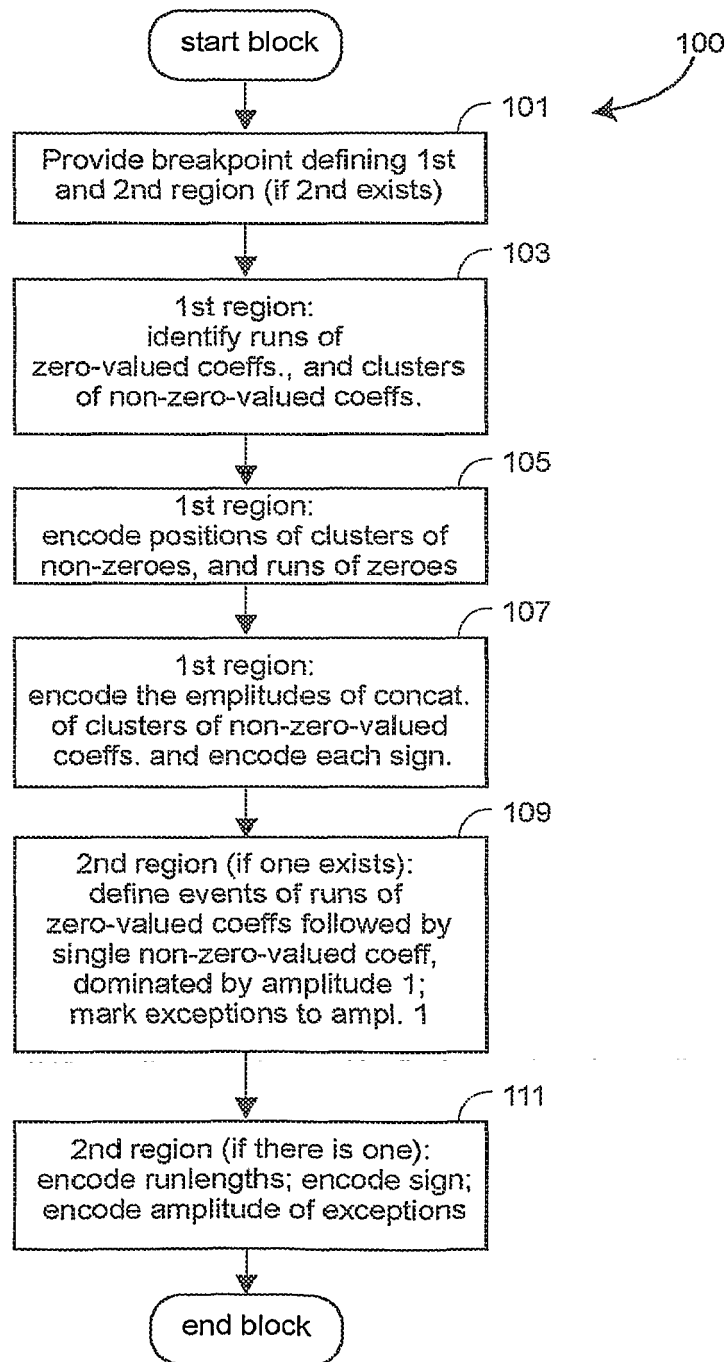 start block
100
101
Provide breakpoint defining 1st
and 2nd region (if 2nd exists)
103
1st region:
identify runs of
zero-valued coeffs., and clusters
of non-zero-valued coeffs.
105
1st region:
encode positions of clusters of
non-zeroes, and runs of zeroes
107
1st region:
encode the emplitudes of concat.
of clusters of non-zero-valued
coeffs. and encode each sign.
109
2nd region (if one exists):
define events of runs of
zero-valued coeffs followed by
single non-zero-valued coeff,
dominated by amplitude 1;
mark exceptions to ampl. 1
111
2nd region (if there is one):
encode runlengths; encode sign;
encode amplitude of exceptions
end block